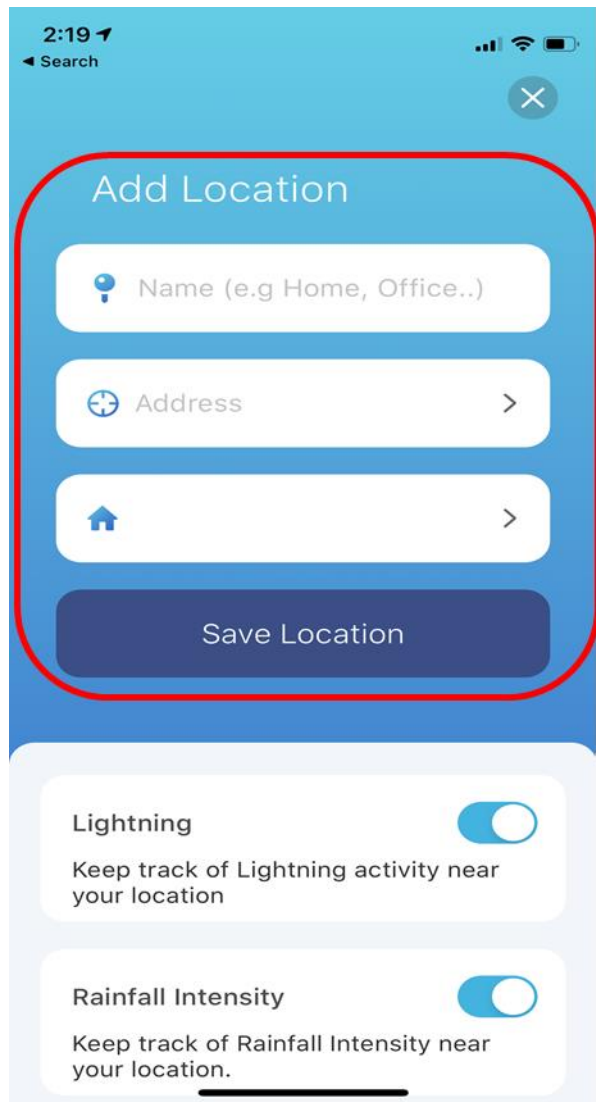 2:19
Search
Add Location
Name (e.g Home, Office..)
Address
Save Location
Lightning
Keep track of Lightning activity near
your location
Rainfall Intensity
Keep track of Rainfall Intensity near
your location.